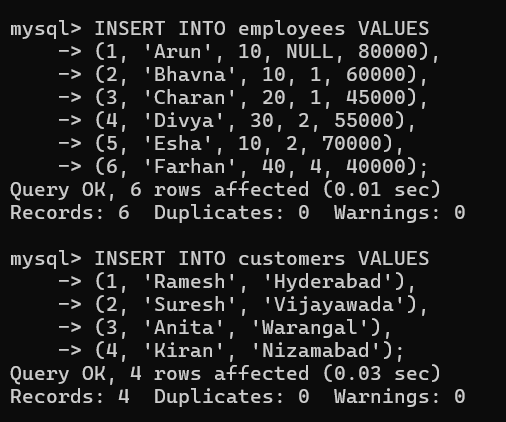 mysql> INSERT INTO employees VALUES
    -> (1, 'Arun', 10, NULL, 80000),
    -> (2, 'Bhavna', 10, 1, 60000),
    -> (3, 'Charan', 20, 1, 45000),
    -> (4, 'Divya', 30, 2, 55000),
    -> (5, 'Esha', 10, 2, 70000),
    -> (6, 'Farhan', 40, 4, 40000);
Query OK, 6 rows affected (0.01 sec)
Records: 6  Duplicates: 0  Warnings: 0

mysql> INSERT INTO customers VALUES
    -> (1, 'Ramesh', 'Hyderabad'),
    -> (2, 'Suresh', 'Vijayawada'),
    -> (3, 'Anita', 'Warangal'),
    -> (4, 'Kiran', 'Nizamabad');
Query OK, 4 rows affected (0.03 sec)
Records: 4  Duplicates: 0  Warnings: 0